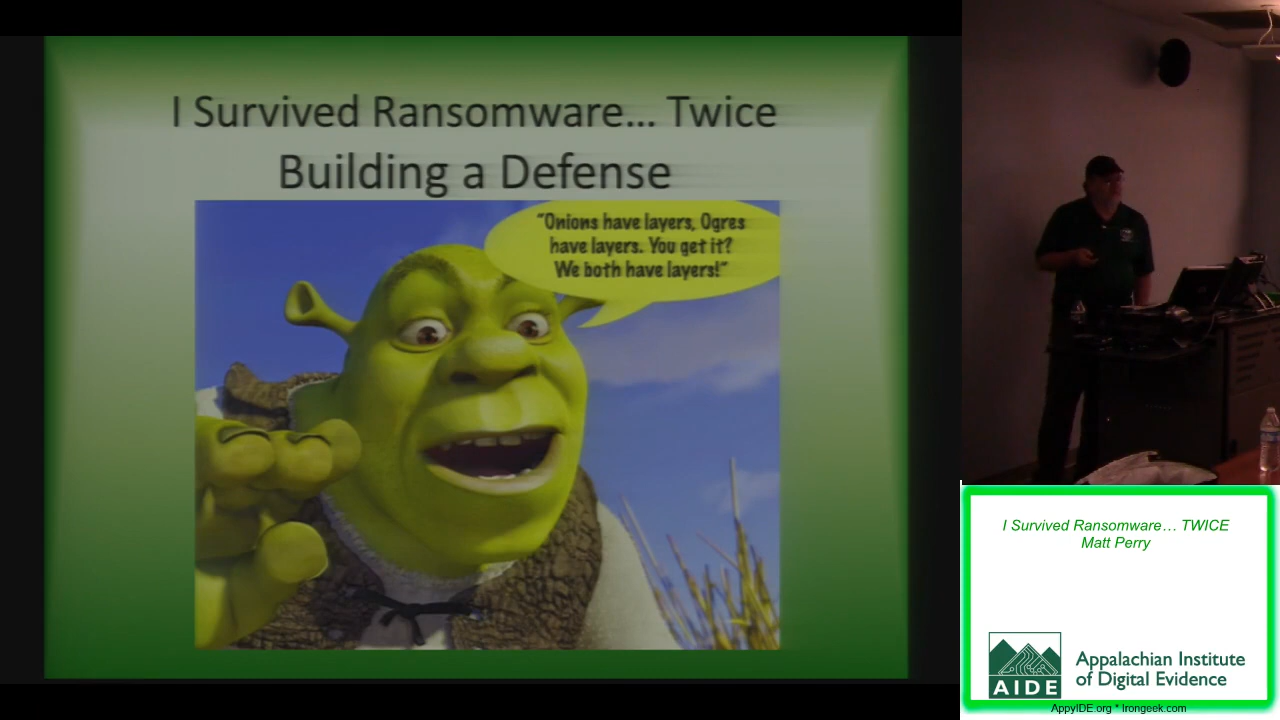 I Survived Ransomware... Twice
Building a Defense
"Onions have layers, Ogres
have layers. You get it?
We both have layers!"
I Survived Ransomware… TWICE
Matt Perry
AIDE
Appalachian Institute
of Digital Evidence
AppyIDE.org * Irongeek.com